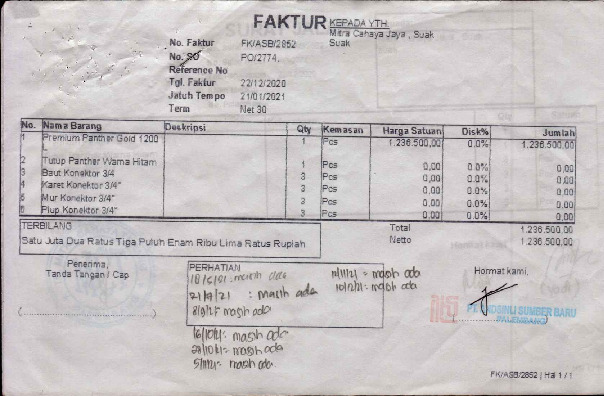 FAKTUR
KEPADA YTH.
Mitra Cahaya Jaya , Suak
Suak
No. Faktur FK/ASB/2852
No. SO PO/2774.
Reference No
Tgl. Faktur 22/12/2020
Jatuh Tempo 21/01/2021
Term Net 30
No. Nama Barang Deskripsi Qty Kemasan Harga Satuan Disk% Jumlah
1 Premium Panther Gold 1200 1 Pcs 1.236.500,00 0.0% 1.236.500,00
L
2 Tutup Panther Warna Hitam 1 Pcs 0,00 0.0% 0,00
3 Baut Konektor 3/4 3 Pcs 0,00 0.0% 0,00
4 Karet Konektor 3/4" 3 Pcs 0,00 0.0% 0,00
5 Mur Konektor 3/4" Pcs 0,00 0.0% 0,00
6 Plup Konektor 3/4" 3 Pcs 0,00 0.0% 0,00
TERBILANG
Satu Juta Dua Ratus Tiga Puluh Enam Ribu Lima Ratus Rupiah
Total 1.236.500,00
Netto 1.236.500,00
Penerima,
Tanda Tangan / Cap
PERHATIAN
masih ada
21/9/21 : masih ada
masih ada
16/10/21: masih ada
masih ada
masih ada
masih ada
10/12/21: masih ada
Hormat kami,
SUMBER BARU
PALEMBANG
FK/ASB/2852 | Hal 1 / 1